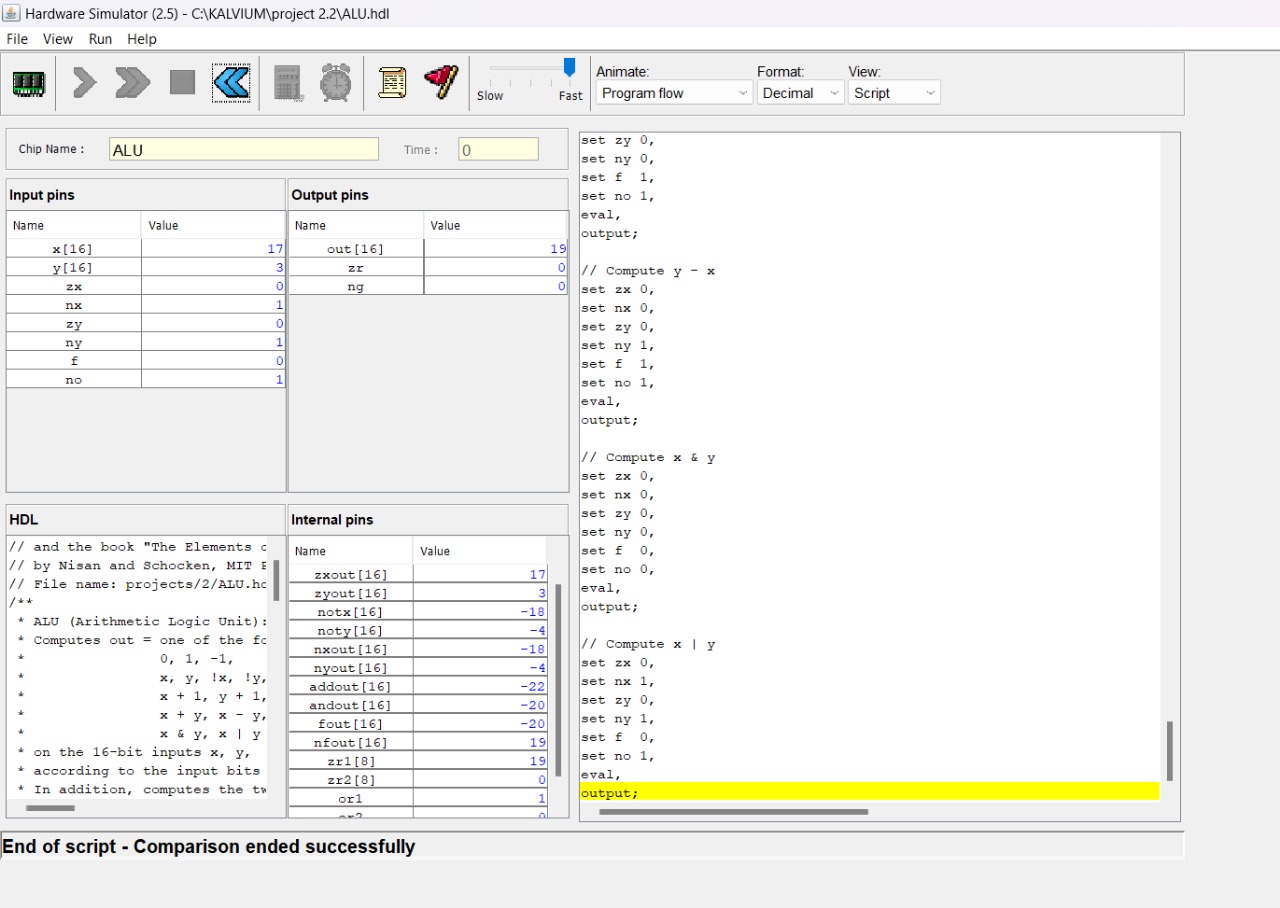 Hardware Simulator (2.5) - C:\KALVIUM\project 2.2\ALU.hdl
File View Run Help
Slow Fast
Animate: Format: View:
Program flow Decimal Script
Chip Name : ALU Time : 0
Input pins
Name Value
x[16] 17
y[16] 3
zx 0
nx 1
zy 0
ny 1
f 0
no 1
Output pins
Name Value
out[16] 19
zr 0
ng 0
HDL
// and the book "The Elements
// by Nisan and Schocken, MIT
// File name: projects/2/ALU.
/**
* ALU (Arithmetic Logic Unit):
* Computes out = one of the
* 0, 1, -1,
* x, y, !x, !y,
* x + 1, y + 1,
* x + y, x - y,
* x & y, x | y
* on the 16-bit inputs x, y,
* according to the input bits
* In addition, computes the
Internal pins
Name Value
zxout[16] 17
zyout[16] 3
notx[16] -18
noty[16] -4
nxout[16] -18
nyout[16] -4
addout[16] -22
andout[16] -20
fout[16] -20
nfout[16] 19
zr1[8] 19
zr2[8] 0
or1 1
set zy 0,
set ny 0,
set f 1,
set no 1,
eval,
output;
// Compute y - x
set zx 0,
set nx 0,
set zy 0,
set ny 1,
set f 1,
set no 1,
eval,
output;
// Compute x & y
set zx 0,
set nx 0,
set zy 0,
set ny 0,
set f 0,
set no 0,
eval,
output;
// Compute x | y
set zx 0,
set nx 1,
set zy 0,
set ny 1,
set f 0,
set no 1,
eval,
output;
End of script - Comparison ended successfully